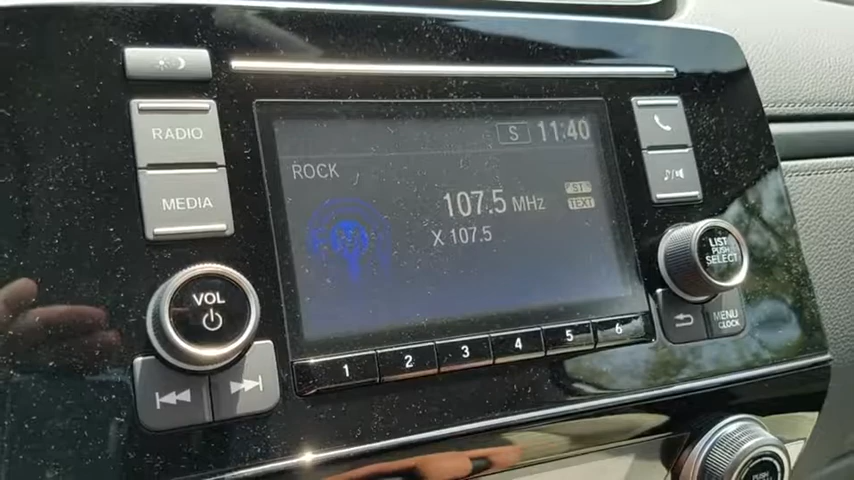 RADIO
MEDIA
VOL
S 11:40
ROCK
107.5 MHz
ST
X 107.5
TEXT
1 2 3 4 5 6
LIST
PUSH
SELECT
MENU
CLOCK
PUSH